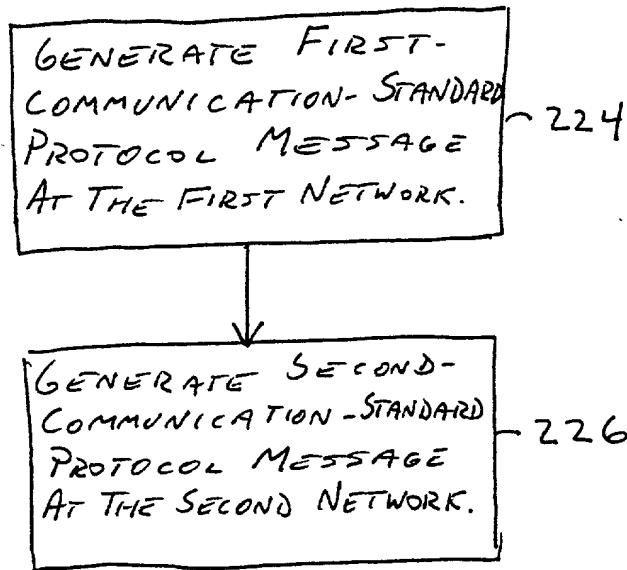 GENERATE FIRST-
COMMUNICATION-STANDARD
PROTOCOL MESSAGE
AT THE FIRST NETWORK.
224
GENERATE SECOND-
COMMUNICATION-STANDARD
PROTOCOL MESSAGE
AT THE SECOND NETWORK.
226